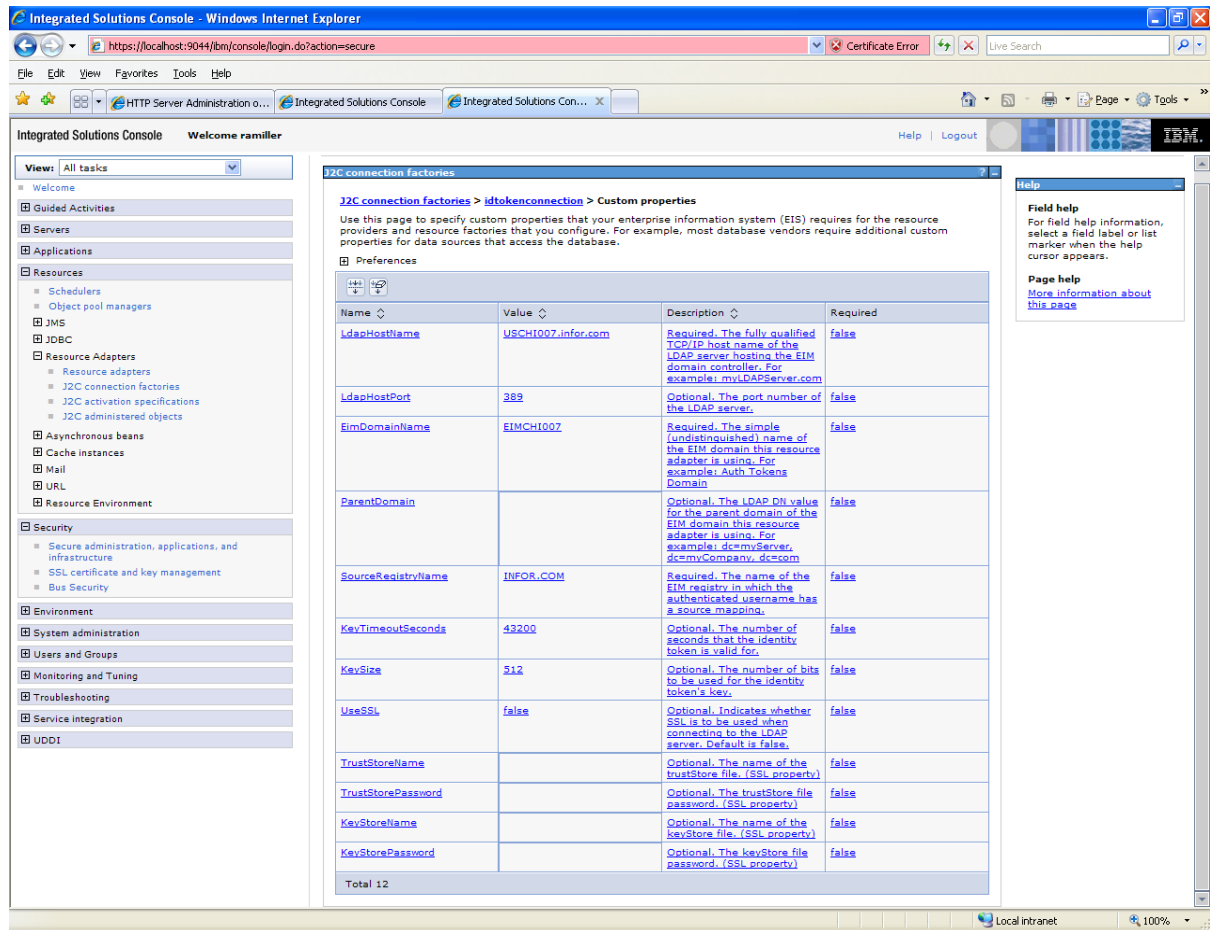 Integrated Solutions Console - Windows Internet Explorer
https://localhost:9044/ibm/console/login.do?action=secure
Certificate Error
Live Search
File Edit View Favorites Tools Help
HTTP Server Administration o...
Integrated Solutions Console
Integrated Solutions Con... X
Page
Tools
»
Integrated Solutions Console Welcome ramiller
Help | Logout
IBM.
View: All tasks
Welcome
Guided Activities
Servers
Applications
Resources
Schedulers
Object pool managers
JMS
JDBC
Resource Adapters
Resource adapters
J2C connection factories
J2C activation specifications
J2C administered objects
Asynchronous beans
Cache instances
Mail
URL
Resource Environment
Security
Secure administration, applications, and
infrastructure
SSL certificate and key management
Bus Security
Environment
System administration
Users and Groups
Monitoring and Tuning
Troubleshooting
Service integration
UDDI
J2C connection factories ? –
J2C connection factories > idtokenconnection > Custom properties
Use this page to specify custom properties that your enterprise information system (EIS) requires for the resource
providers and resource factories that you configure. For example, most database vendors require additional custom
properties for data sources that access the database.
Preferences
Name Value Description Required
LdapHostName USCHI007.infor.com Required. The fully qualified false
TCP/IP host name of the
LDAP server hosting the EIM
domain controller. For
example: myLDAPServer.com
LdapHostPort 389 Optional. The port number of false
the LDAP server.
EimDomainName EIMCHI007 Required. The simple false
(undistinguished) name of
the EIM domain this resource
adapter is using. For
example: Auth Tokens
Domain
ParentDomain Optional. The LDAP DN value false
for the parent domain of the
EIM domain this resource
adapter is using. For
example: dc=myServer,
dc=myCompany, dc=com
SourceRegistryName INFOR.COM Required. The name of the false
EIM registry in which the
authenticated username has
a source mapping.
KeyTimeoutSeconds 43200 Optional. The number of false
seconds that the identity
token is valid for.
KeySize 512 Optional. The number of bits false
to be used for the identity
token's key.
UseSSL false Optional. Indicates whether false
SSL is to be used when
connecting to the LDAP
server. Default is false.
TrustStoreName Optional. The name of the false
trustStore file. (SSL property)
TrustStorePassword Optional. The trustStore file false
password. (SSL property)
KeyStoreName Optional. The name of the false
keyStore file. (SSL property)
KeyStorePassword Optional. The keyStore file false
password. (SSL property)
Total 12
Help –
Field help
For field help information,
select a field label or list
marker when the help
cursor appears.
Page help
More information about
this page
Local intranet
100%